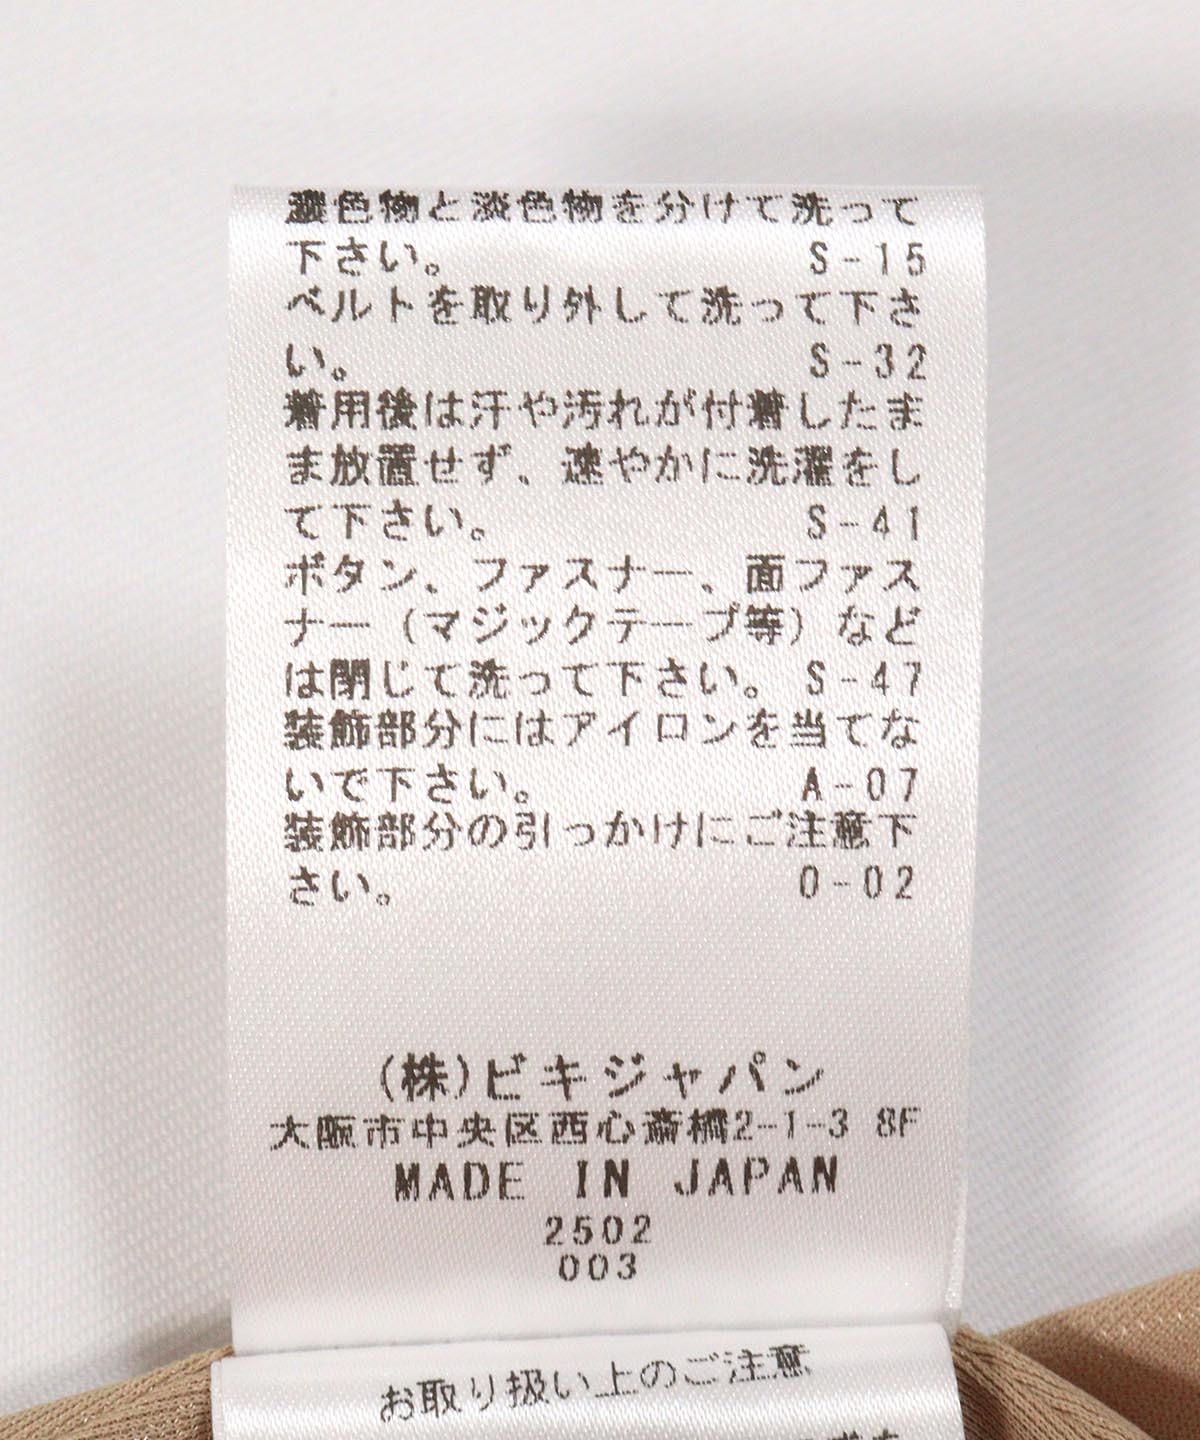 濃色物と淡色物を分けて洗って
下さい。 S-15
ベルトを取り外して洗って下さ
い。 S-32
着用後は汗や汚れが付着したま
ま放置せず、速やかに洗濯をし
て下さい。 S-41
ボタン、ファスナー、面ファス
ナー（マジックテープ等）など
は閉じて洗って下さい。 S-47
装飾部分にはアイロンを当てな
いで下さい。 A-07
装飾部分の引っかけにご注意下
さい。 O-02
(株)ビキジャパン
大阪市中央区西心斎橋2-1-3 8F
MADE IN JAPAN
2502
003
お取り扱い上のご注意